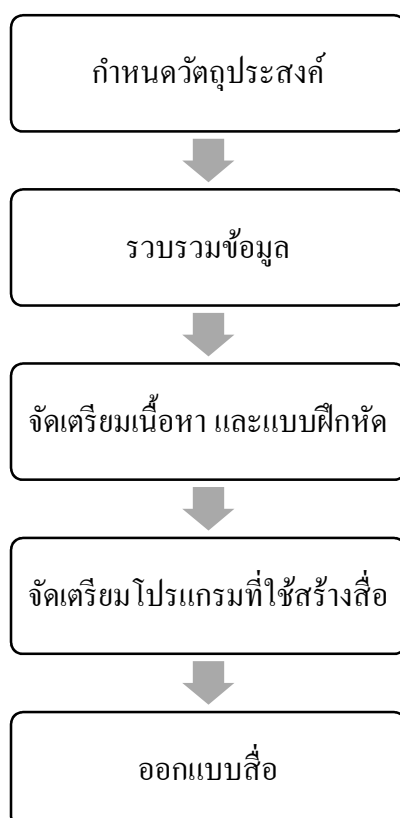 กำหนดวัตถุประสงค์
รวบรวมข้อมูล
จัดเตรียมเนื้อหา และแบบฝึกหัด
จัดเตรียมโปรแกรมที่ใช้สร้างสื่อ
ออกแบบสื่อ